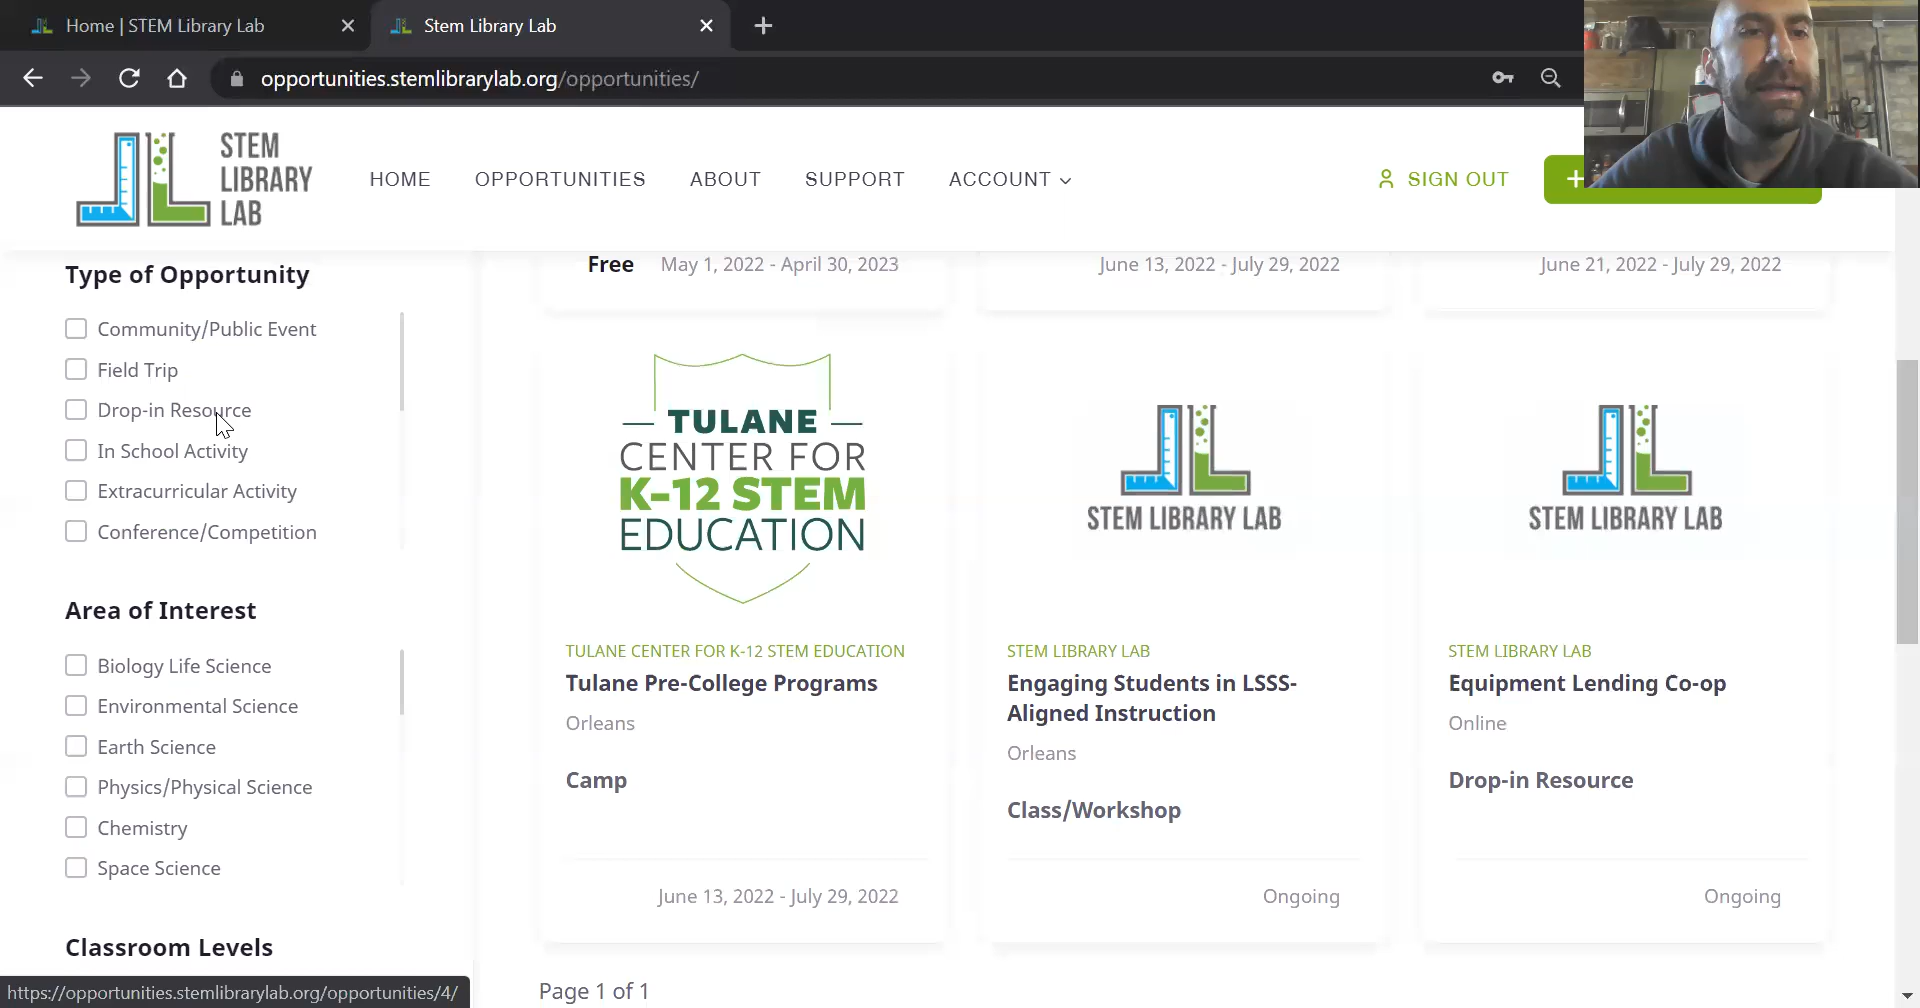 Home | STEM Library Lab
Stem Library Lab
opportunities.stemlibrarylab.org/opportunities/
STEM
LIBRARY
LAB
HOME
OPPORTUNITIES
ABOUT
SUPPORT
ACCOUNT
SIGN OUT
+
Type of Opportunity
Community/Public Event
Field Trip
Drop-in Resource
In School Activity
Extracurricular Activity
Conference/Competition
Area of Interest
Biology Life Science
Environmental Science
Earth Science
Physics/Physical Science
Chemistry
Space Science
Classroom Levels
https://opportunities.stemlibrarylab.org/opportunities/4/
Free May 1, 2022 - April 30, 2023
June 13, 2022 - July 29, 2022
June 21, 2022 - July 29, 2022
TULANE
CENTER FOR
K-12 STEM
EDUCATION
TULANE CENTER FOR K-12 STEM EDUCATION
Tulane Pre-College Programs
Orleans
Camp
June 13, 2022 - July 29, 2022
STEM LIBRARY LAB
STEM LIBRARY LAB
Engaging Students in LSSS-
Aligned Instruction
Orleans
Class/Workshop
Ongoing
STEM LIBRARY LAB
STEM LIBRARY LAB
Equipment Lending Co-op
Online
Drop-in Resource
Ongoing
Page 1 of 1